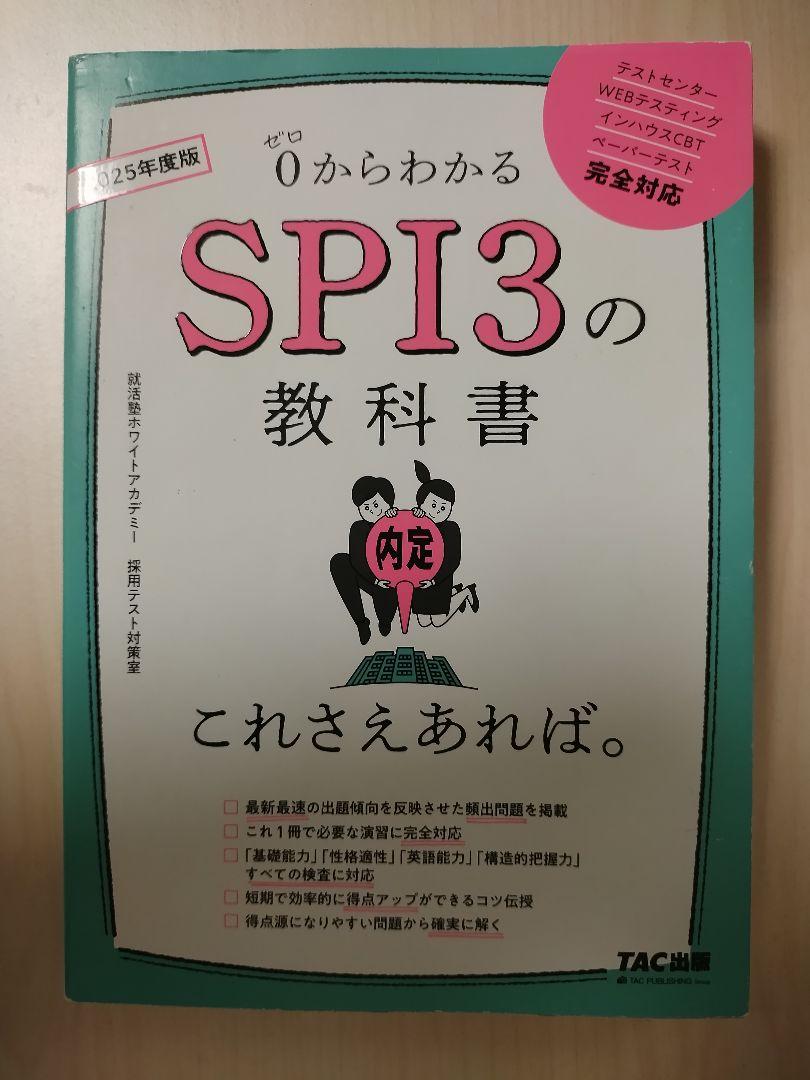 テストセンター
WEBテスティング
インハウスCBT
ペーパーテスト
完全対応
025年度版
ゼロ
0からわかる
SPI3の
教科書
就活塾ホワイトアカデミー 採用テスト対策室
内定
これさえあれば。
□ 最新最速の出題傾向を反映させた頻出問題を掲載
□ これ1冊で必要な演習に完全対応
□ 「基礎能力」「性格適性」「英語能力」「構造的把握力」
すべての検査に対応
□ 短期で効率的に得点アップができるコツ伝授
□ 得点源になりやすい問題から確実に解く
TAC出版
TAC PUBLISHING Group